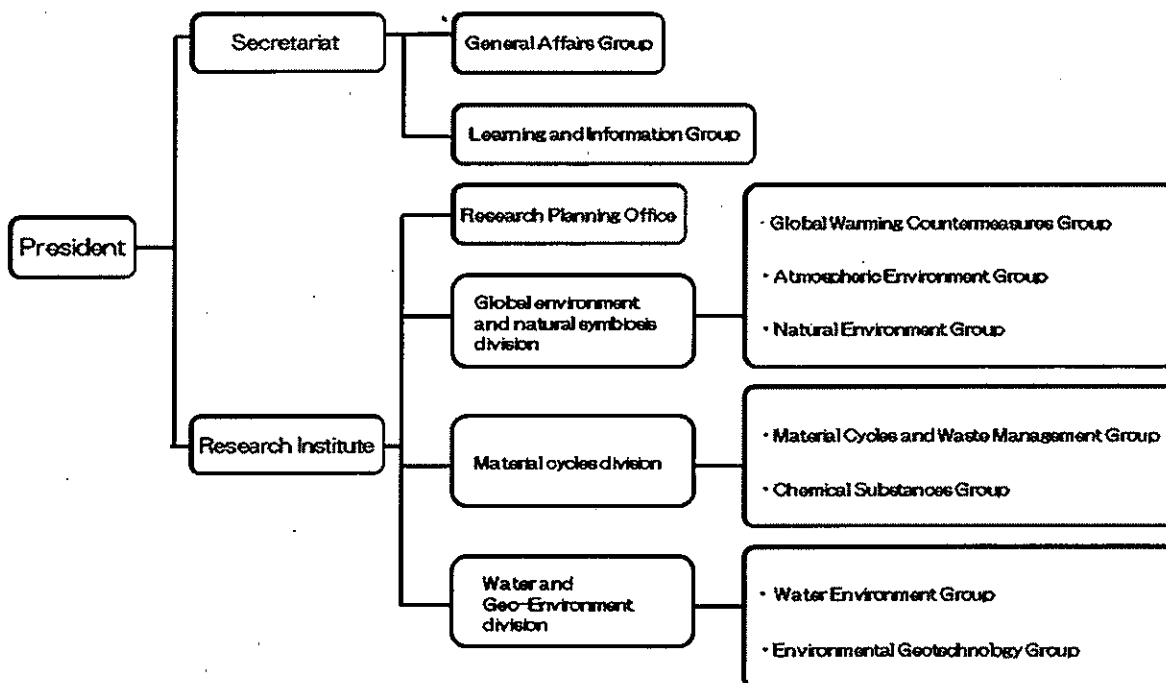 Secretariat
General Affairs Group
Learning and Information Group
President
Research Institute
Research Planning Office
Global environment
and natural symbiosis
division
・Global Warming Countermeasures Group
・Atmospheric Environment Group
・Natural Environment Group
Material cycles division
・Material Cycles and Waste Management Group
・Chemical Substances Group
Water and
Geo-Environment
division
・Water Environment Group
・Environmental Geotechnology Group